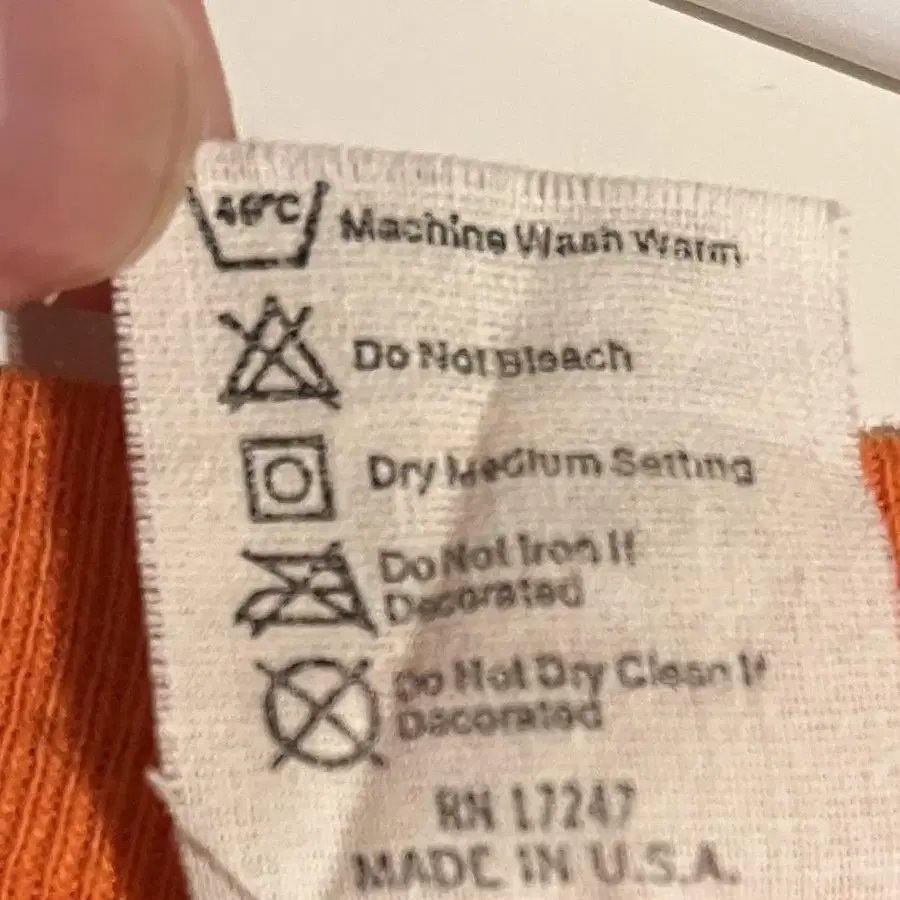 40°C Machine Wash Warm
Do Not Bleach
Dry Medium Setting
Do Not Iron If
Decorated
Do Not Dry Clean If
Decorated
RN 17247
MADE IN U.S.A.